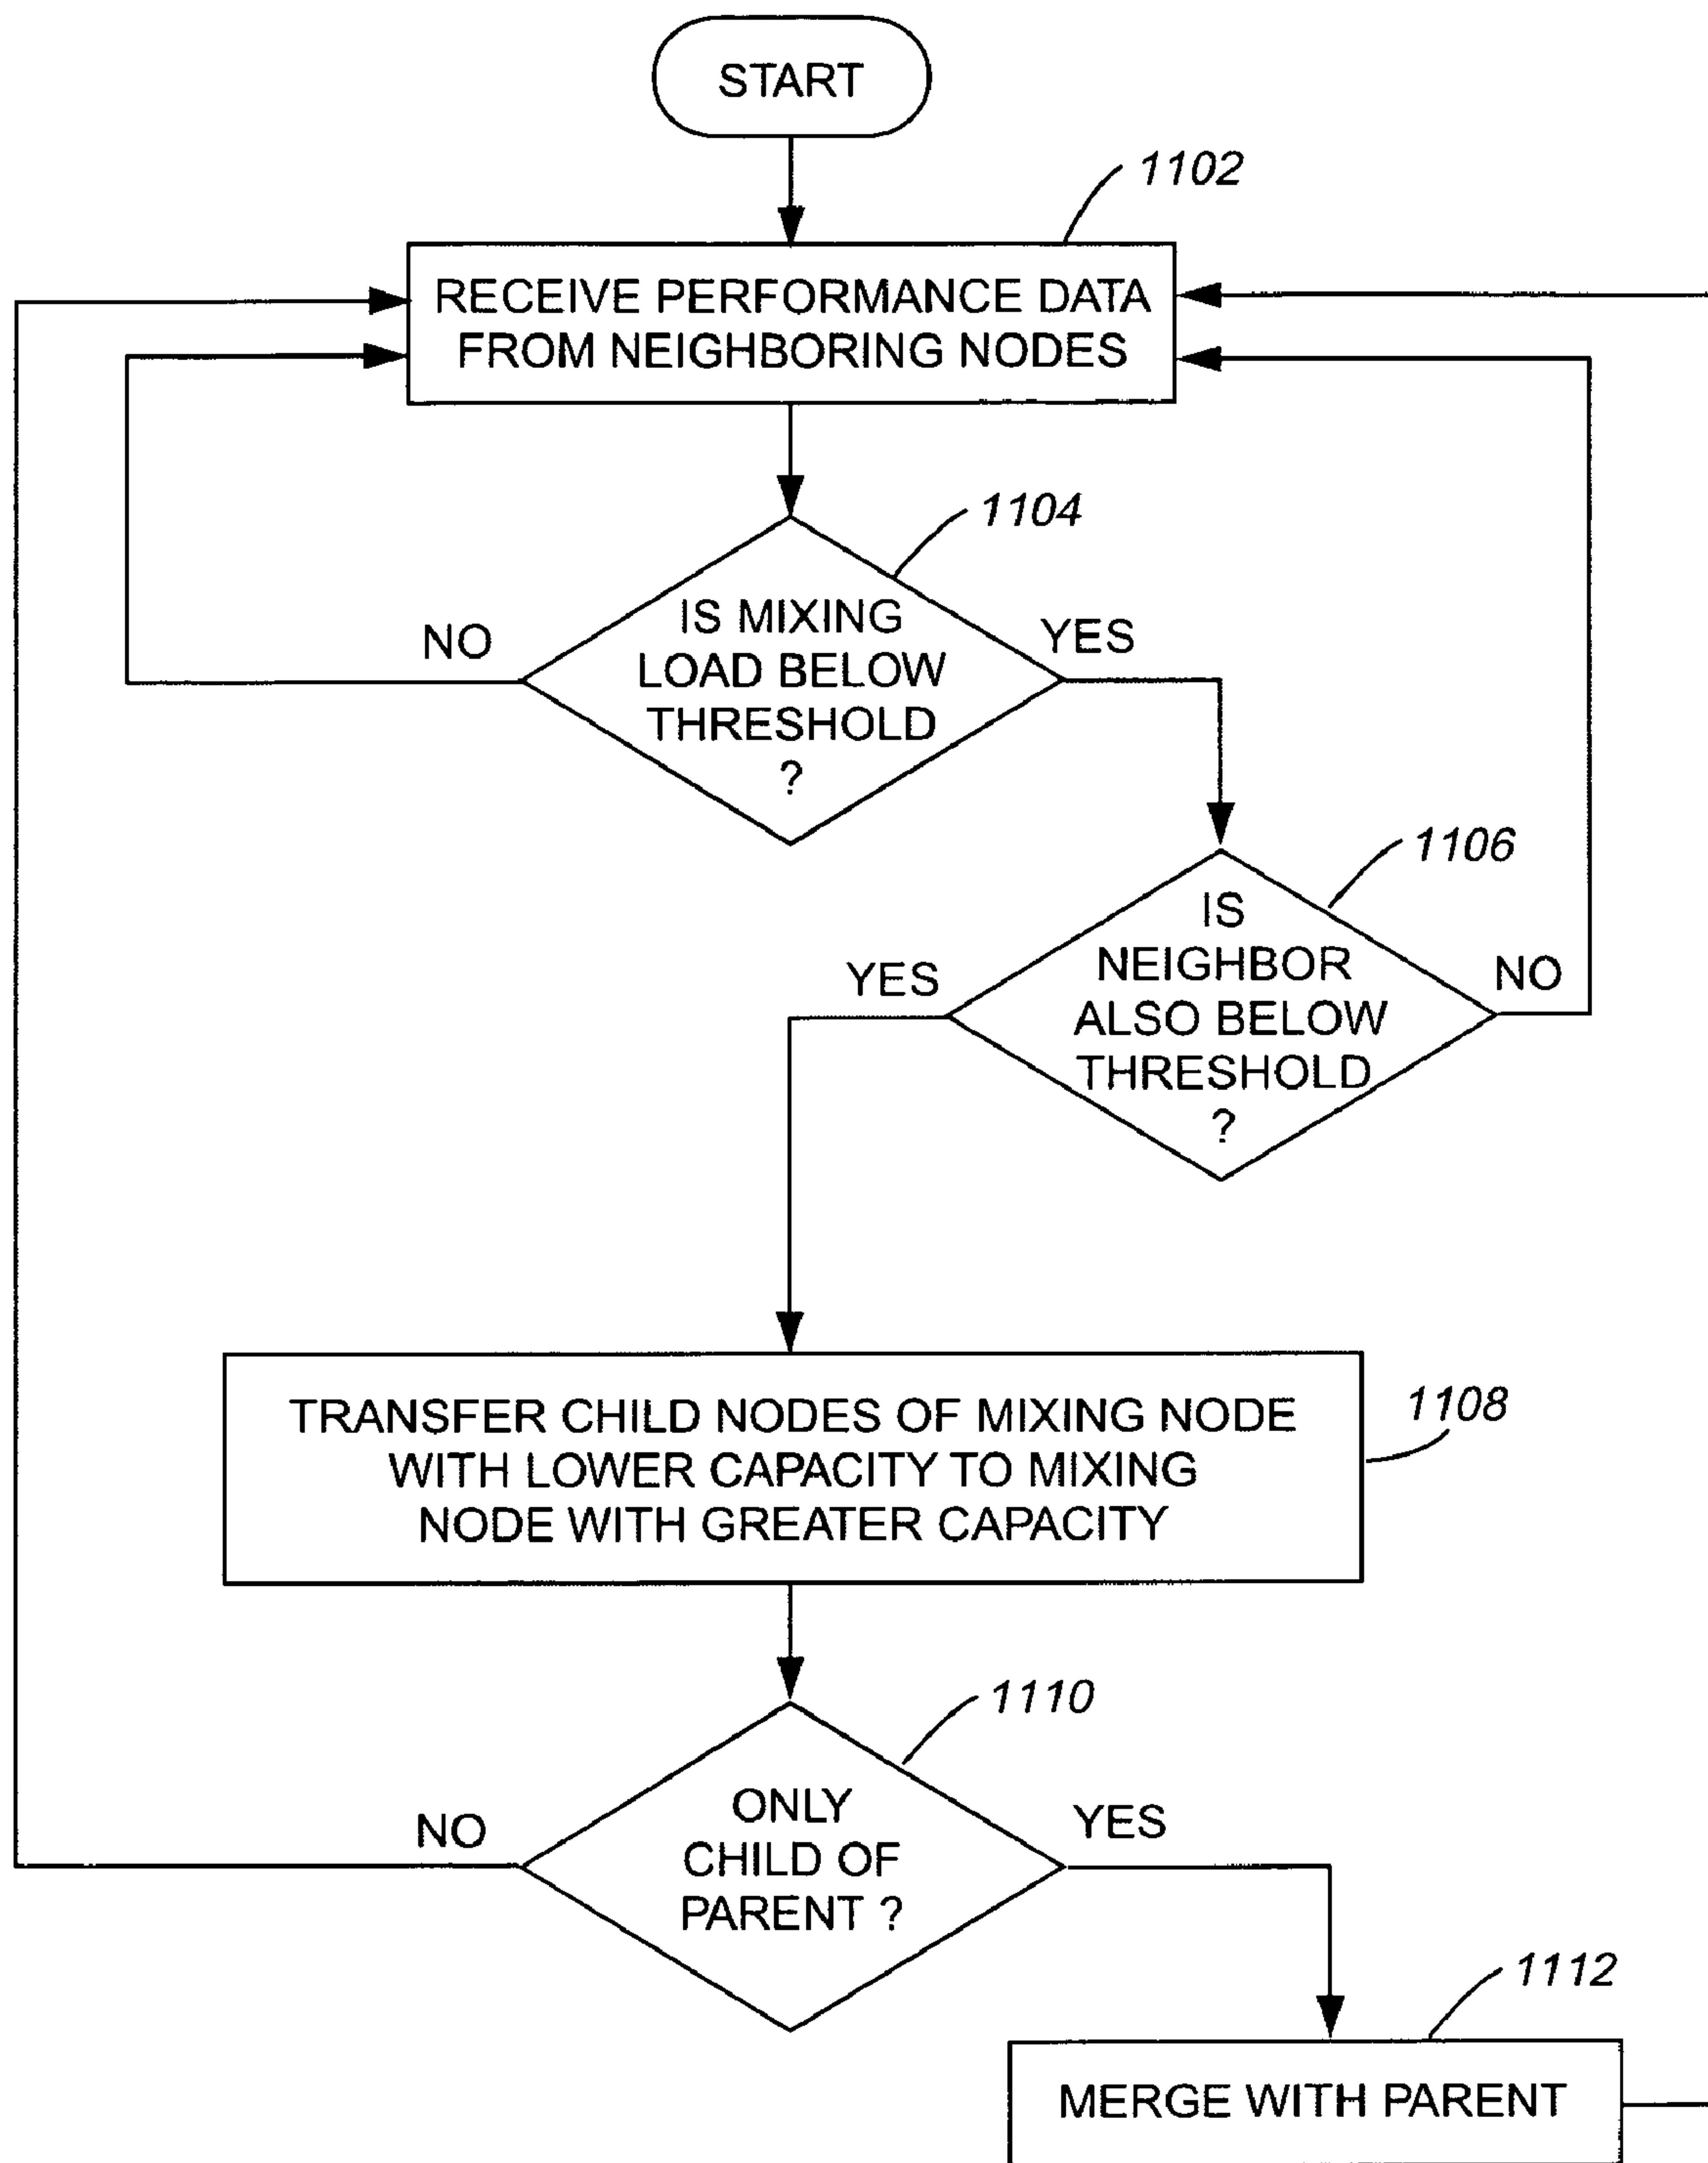 START
1102
RECEIVE PERFORMANCE DATA
FROM NEIGHBORING NODES
1104
IS MIXING
LOAD BELOW
THRESHOLD
?
NO
YES
1106
IS
NEIGHBOR
ALSO BELOW
THRESHOLD
?
YES
NO
1108
TRANSFER CHILD NODES OF MIXING NODE
WITH LOWER CAPACITY TO MIXING
NODE WITH GREATER CAPACITY
1110
ONLY
CHILD OF
PARENT ?
NO
YES
1112
MERGE WITH PARENT